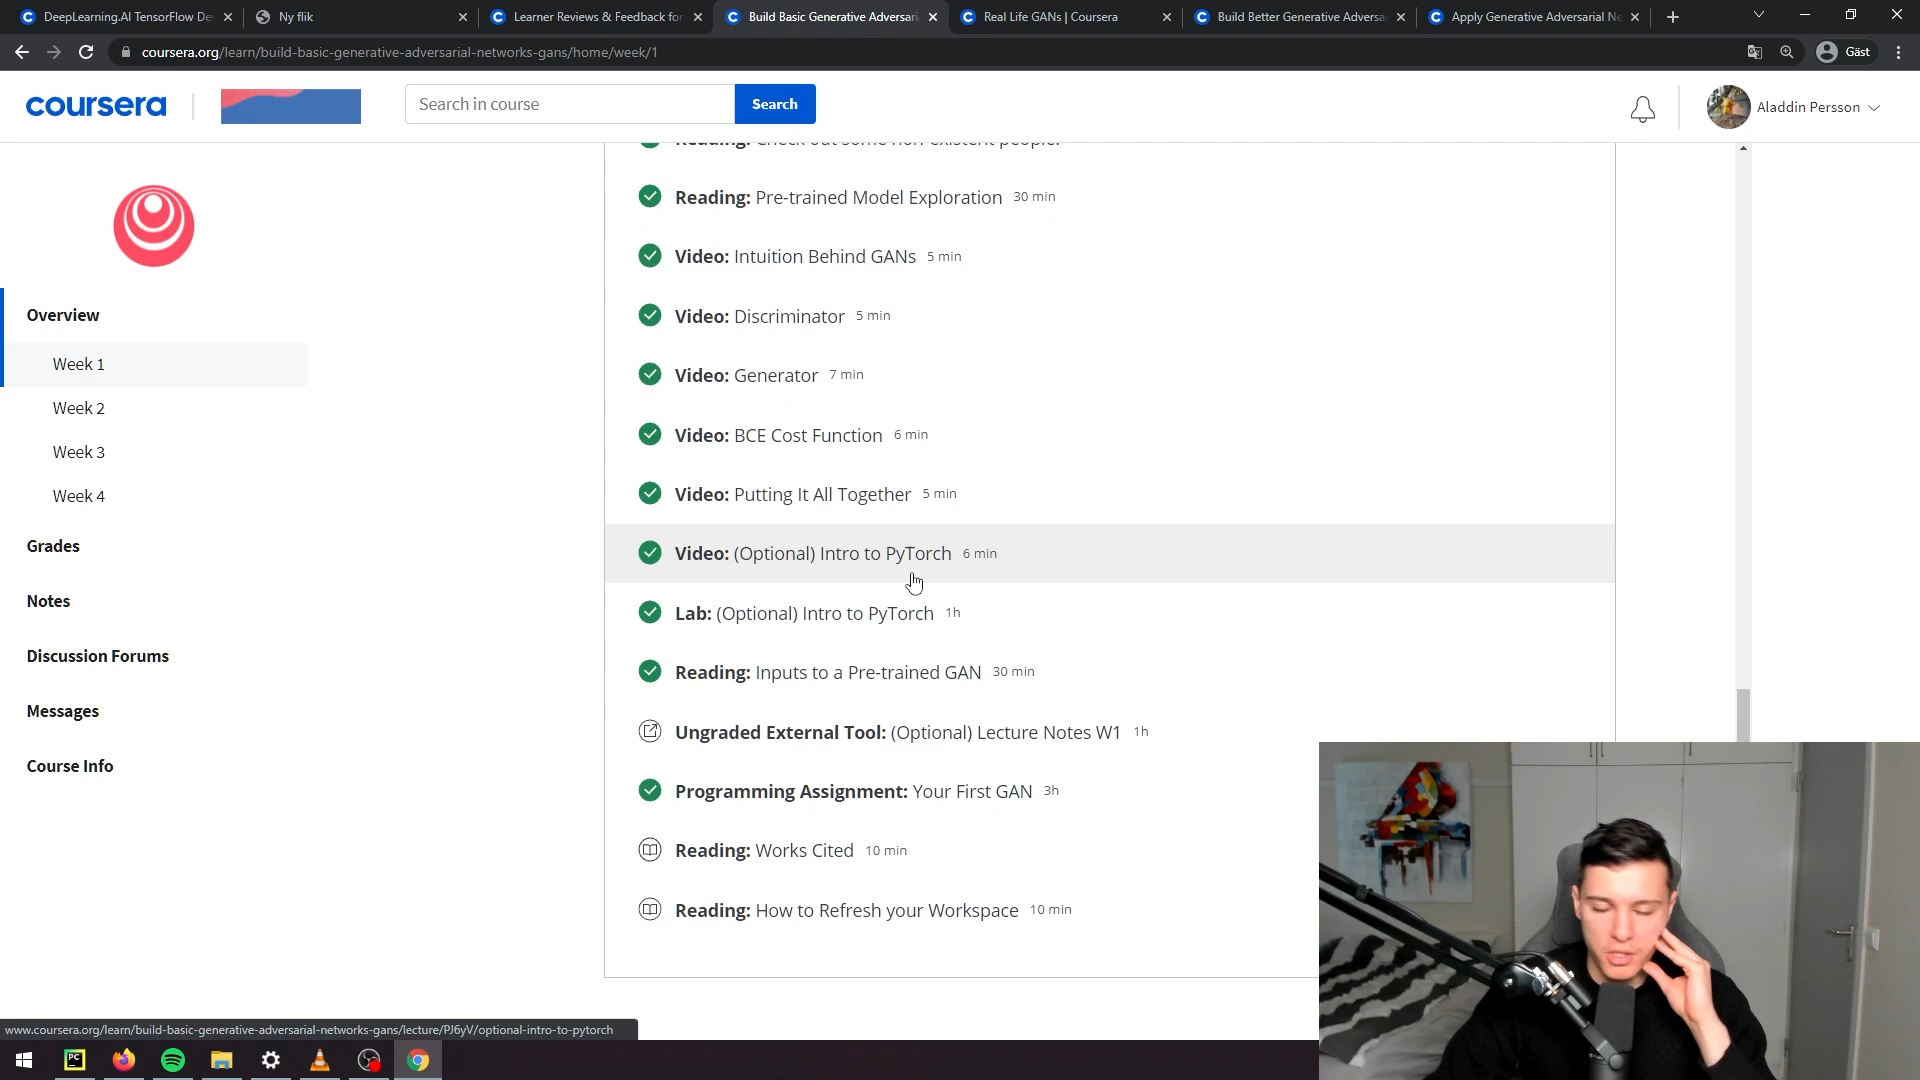 DeepLearning.AI TensorFlow De
Ny flik
Learner Reviews & Feedback for
Build Basic Generative Adversari
Real Life GANs | Coursera
Build Better Generative Adversa
Apply Generative Adversarial Ne
coursera.org/learn/build-basic-generative-adversarial-networks-gans/home/week/1
Gäst
coursera
Search in course
Search
Aladdin Persson
Reading: Check out some non-existent people!
Reading: Pre-trained Model Exploration 30 min
Video: Intuition Behind GANs 5 min
Video: Discriminator 5 min
Overview
Week 1
Video: Generator 7 min
Week 2
Video: BCE Cost Function 6 min
Week 3
Week 4
Video: Putting It All Together 5 min
Grades
Video: (Optional) Intro to PyTorch 6 min
Notes
Lab: (Optional) Intro to PyTorch 1h
Discussion Forums
Reading: Inputs to a Pre-trained GAN 30 min
Messages
Ungraded External Tool: (Optional) Lecture Notes W1 1h
Course Info
Programming Assignment: Your First GAN 3h
Reading: Works Cited 10 min
Reading: How to Refresh your Workspace 10 min
www.coursera.org/learn/build-basic-generative-adversarial-networks-gans/lecture/PJ6yV/optional-intro-to-pytorch
PC